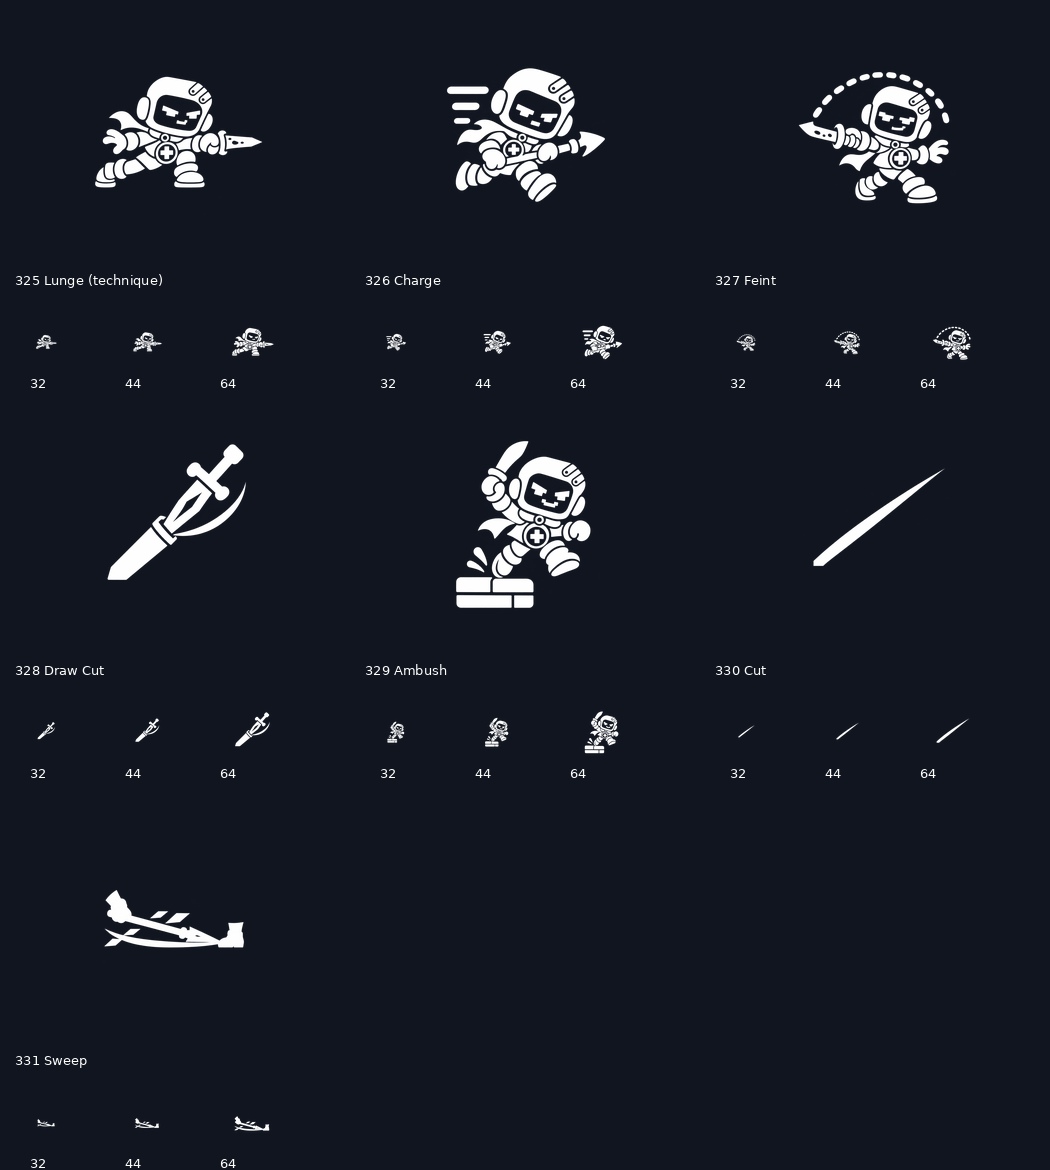 325 Lunge (technique) 326 Charge 327 Feint
32 44 64 32 44 64 32 44 64
328 Draw Cut 329 Ambush 330 Cut
32 44 64 32 44 64 32 44 64
331 Sweep
32 44 64